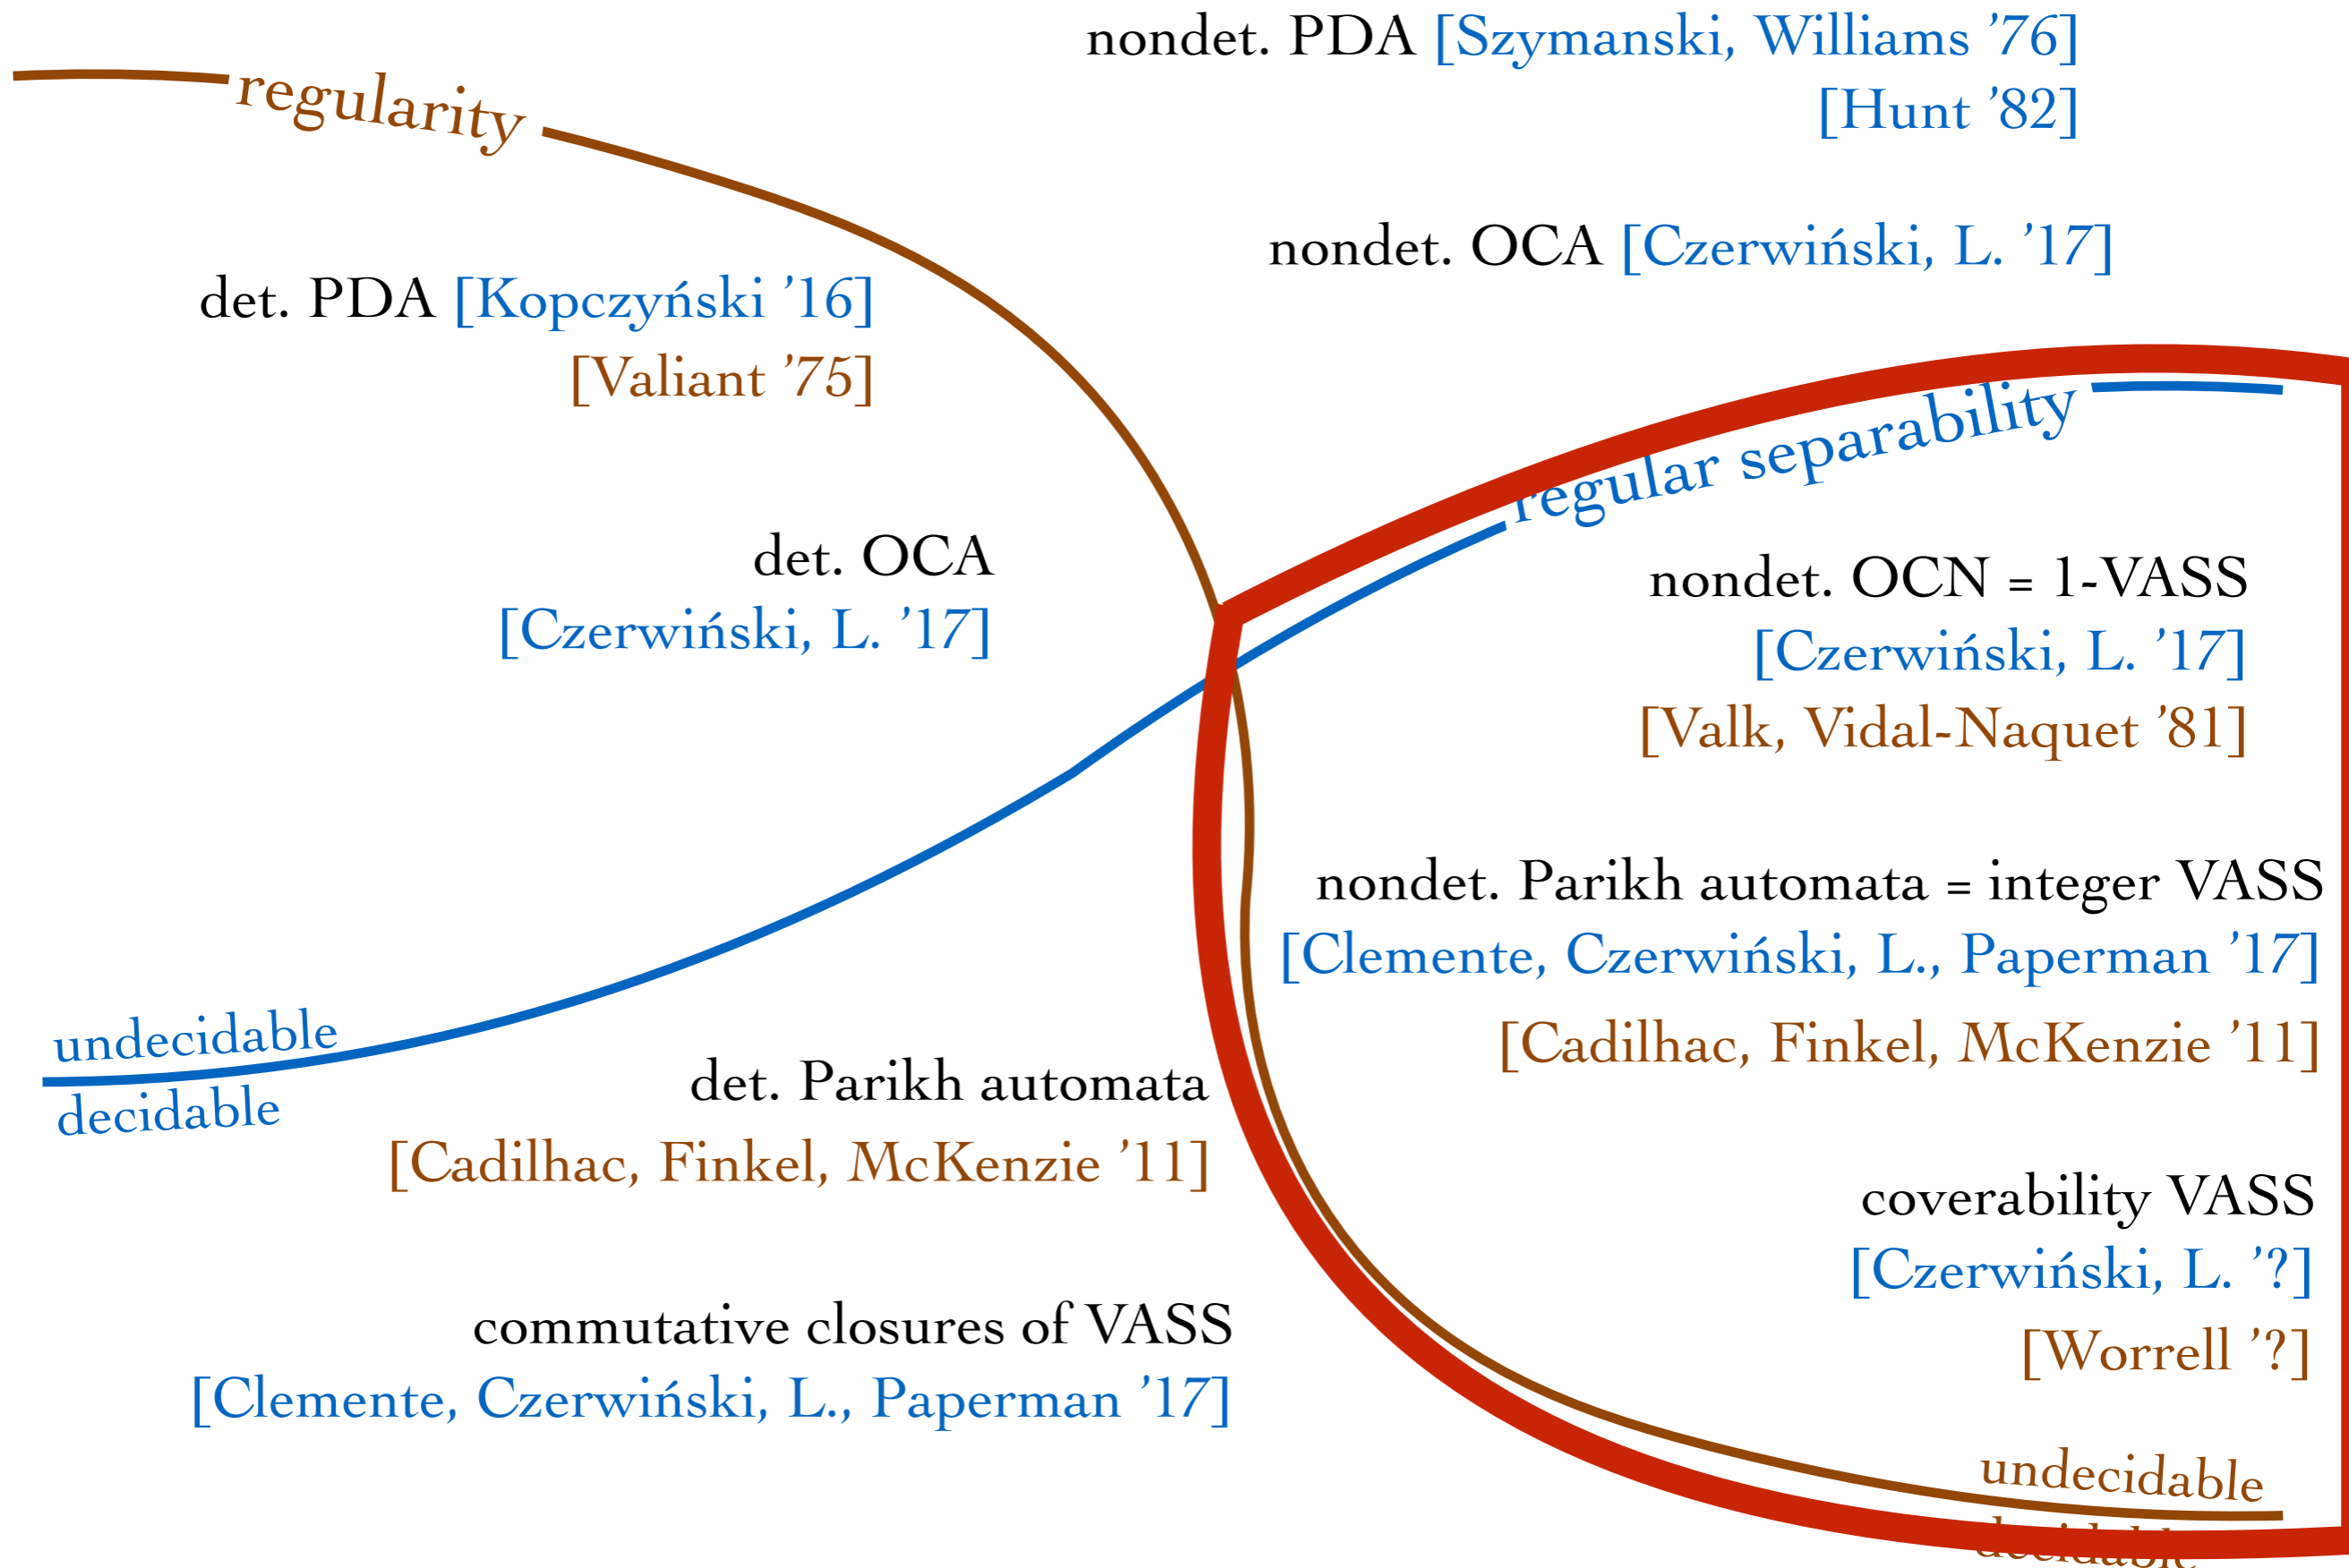 nondet. PDA [Szymanski, Williams ’76]
[Hunt ’82]
regularity
nondet. OCA [Czerwiński, L. ’17]
det. PDA [Kopczyński ’16]
[Valiant ’75]
regular separability
det. OCA
[Czerwiński, L. ’17]
nondet. OCN = 1-VASS
[Czerwiński, L. ’17]
[Valk, Vidal-Naquet ’81]
nondet. Parikh automata = integer VASS
[Clemente, Czerwiński, L., Paperman ’17]
[Cadilhac, Finkel, McKenzie ’11]
undecidable
decidable
det. Parikh automata
[Cadilhac, Finkel, McKenzie ’11]
coverability VASS
[Czerwiński, L. ’?]
[Worrell ’?]
commutative closures of VASS
[Clemente, Czerwiński, L., Paperman ’17]
undecidable
decidable